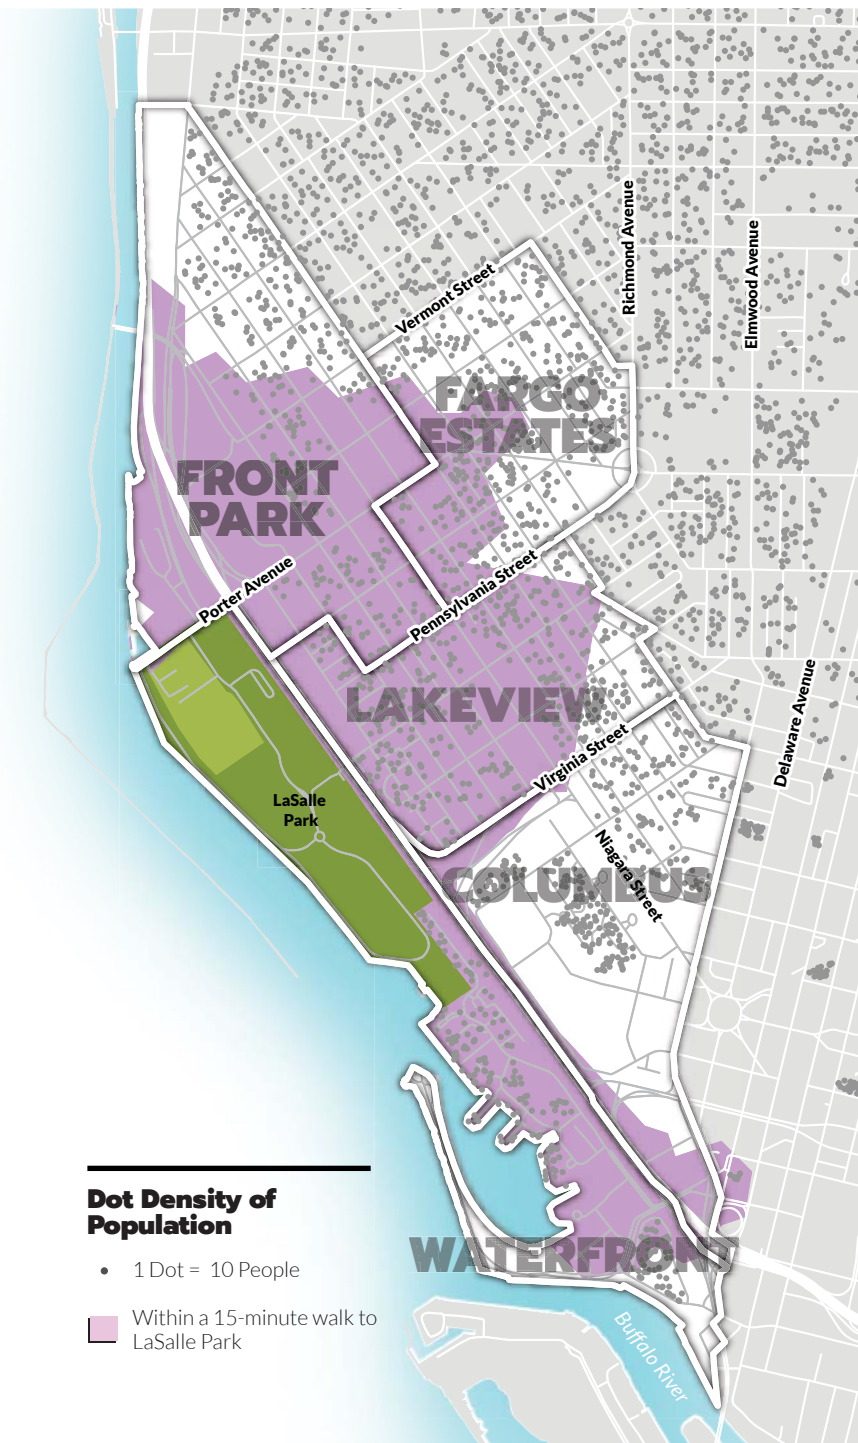 Richmond Avenue
Elmwood Avenue
Vermont Street
FARGO
ESTATES
FRONT
PARK
Porter Avenue
Pennsylvania Street
LAKEVIEW
Delaware Avenue
Virginia Street
LaSalle
Park
Niagara Street
COLUMBUS
WATERFRONT
Buffalo River
Dot Density of
Population
1 Dot = 10 People
Within a 15-minute walk to
LaSalle Park